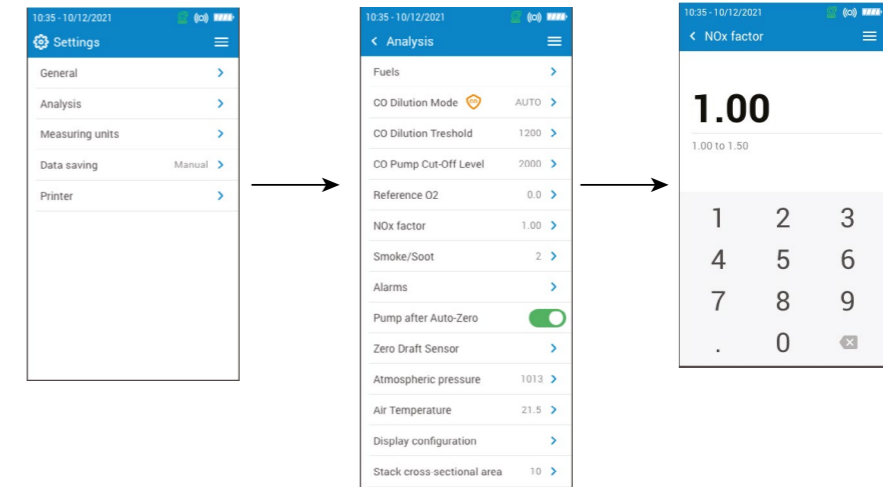 10:35 - 10/12/2021
Settings
General
Analysis
Measuring units
Data saving Manual
Printer
10:35 - 10/12/2021
Analysis
Fuels
CO Dilution Mode AUTO
CO Dilution Treshold 1200
CO Pump Cut-Off Level 2000
Reference O2 0.0
NOx factor 1.00
Smoke/Soot 2
Alarms
Pump after Auto-Zero
Zero Draft Sensor
Atmospheric pressure 1013
Air Temperature 21.5
Display configuration
Stack cross-sectional area 10
10:35 - 10/12/2021
NOx factor
1.00
1.00 to 1.50
1 2 3
4 5 6
7 8 9
. 0